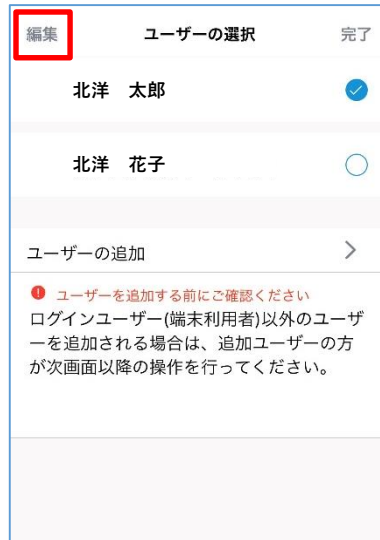 編集 ユーザーの選択 完了
北洋　太郎
北洋　花子
ユーザーの追加
ユーザーを追加する前にご確認ください
ログインユーザー(端末利用者)以外のユーザ
ーを追加される場合は、追加ユーザーの方
が次画面以降の操作を行ってください。